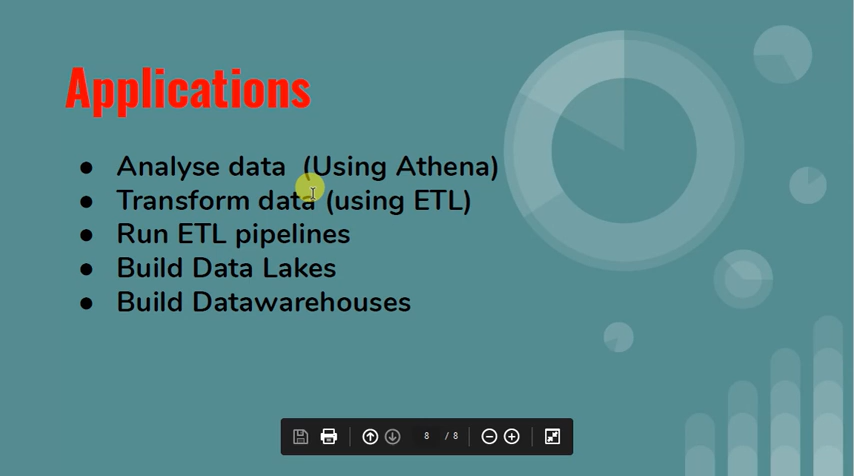 Applications
● Analyse data (Using Athena)
● Transform data (using ETL)
● Run ETL pipelines
● Build Data Lakes
● Build Datawarehouses
8 / 8